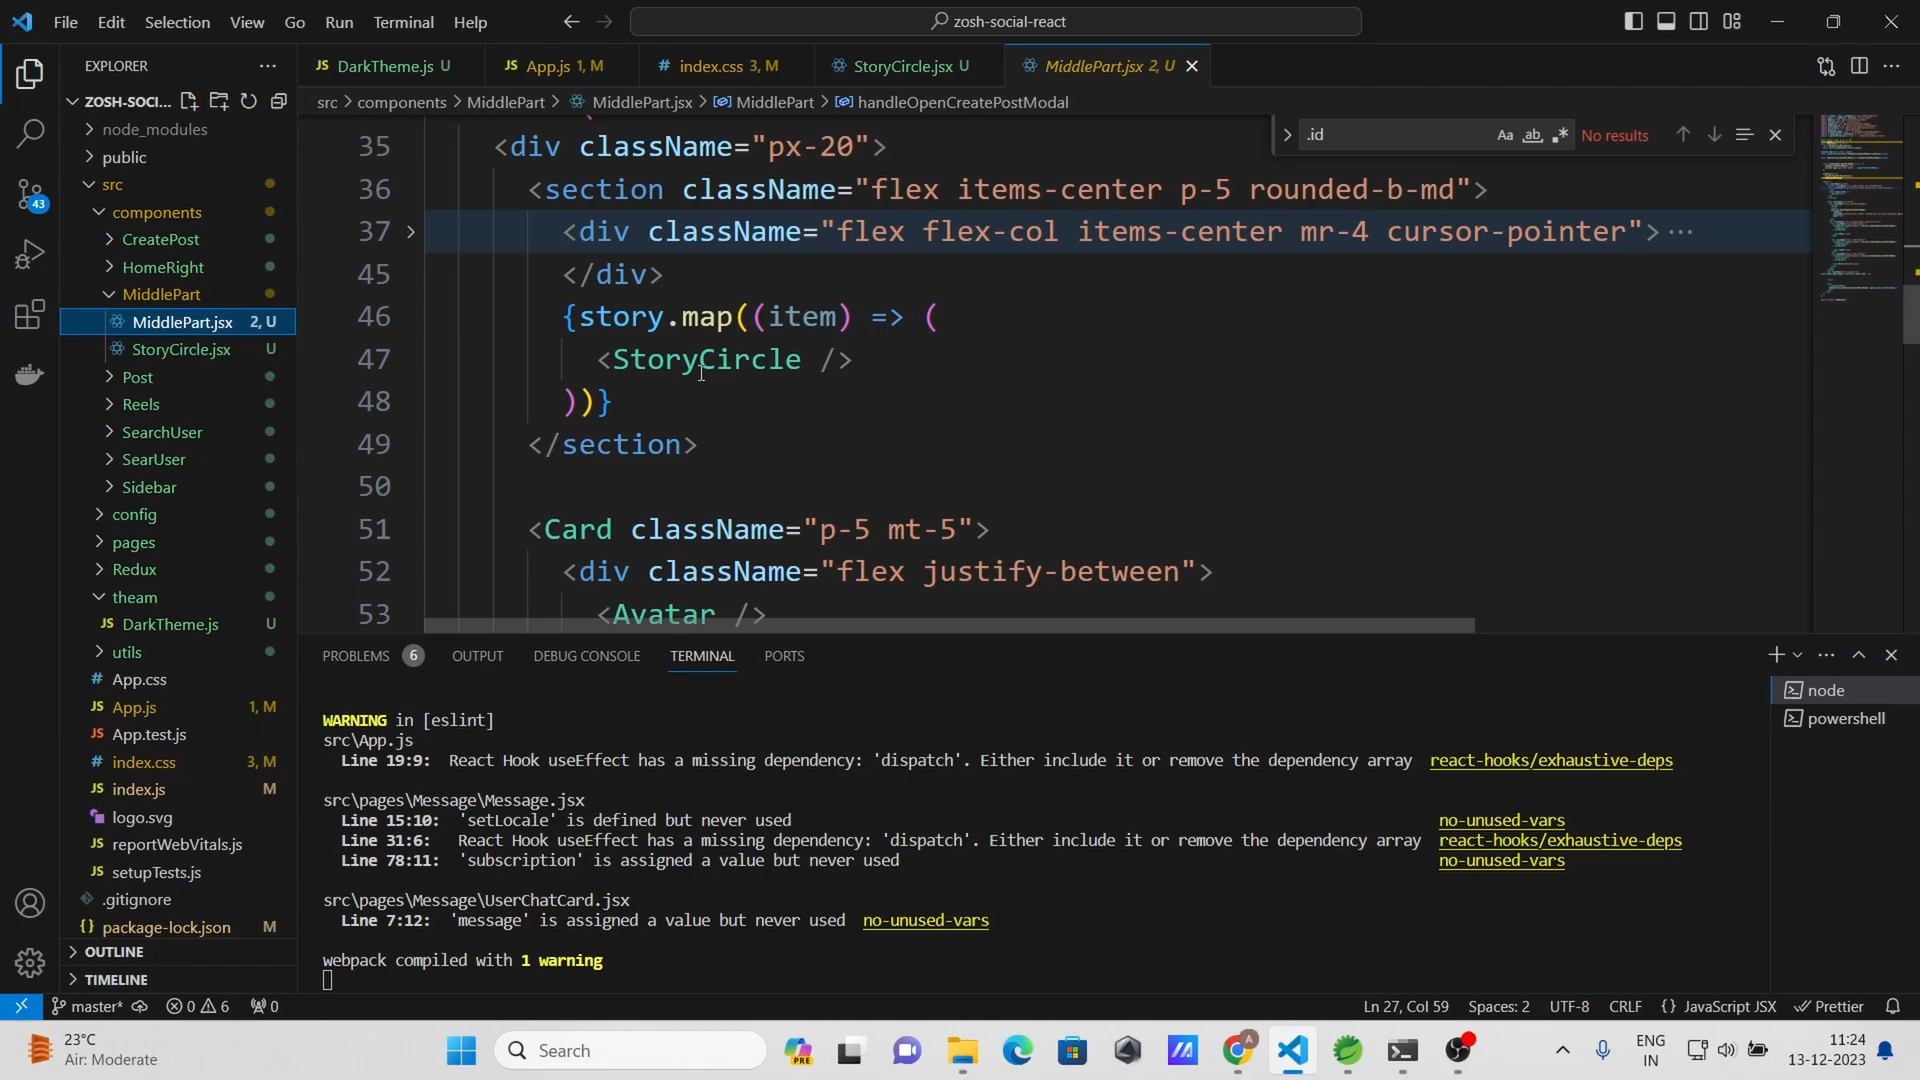 File Edit Selection View Go Run Terminal Help
zosh-social-react
EXPLORER
DarkTheme.js U
App.js 1, M
index.css 3, M
StoryCircle.jsx U
MiddlePart.jsx 2, U
src > components > MiddlePart > MiddlePart.jsx > MiddlePart > handleOpenCreatePostModal
.id
No results
ZOSH-SOCI...
node_modules
public
src
components
CreatePost
HomeRight
MiddlePart
MiddlePart.jsx 2, U
StoryCircle.jsx U
Post
Reels
SearchUser
SearUser
Sidebar
config
pages
Redux
theam
DarkTheme.js U
utils
App.css
App.js 1, M
App.test.js
index.css 3, M
index.js M
logo.svg
reportWebVitals.js
setupTests.js
.gitignore
package-lock.json M
OUTLINE
TIMELINE
35 <div className="px-20">
36 <section className="flex items-center p-5 rounded-b-md">
37 <div className="flex flex-col items-center mr-4 cursor-pointer">···
45 </div>
46 {story.map((item) => (
47 <StoryCircle />
48 ))}
49 </section>
50
51 <Card className="p-5 mt-5">
52 <div className="flex justify-between">
53 <Avatar />
PROBLEMS 6 OUTPUT DEBUG CONSOLE TERMINAL PORTS
node
powershell
WARNING in [eslint]
src\App.js
Line 19:9: React Hook useEffect has a missing dependency: 'dispatch'. Either include it or remove the dependency array react-hooks/exhaustive-deps
src\pages\Message\Message.jsx
Line 15:10: 'setLocale' is defined but never used no-unused-vars
Line 31:6: React Hook useEffect has a missing dependency: 'dispatch'. Either include it or remove the dependency array react-hooks/exhaustive-deps
Line 78:11: 'subscription' is assigned a value but never used no-unused-vars
src\pages\Message\UserChatCard.jsx
Line 7:12: 'message' is assigned a value but never used no-unused-vars
webpack compiled with 1 warning
master* 0 6 0
Ln 27, Col 59 Spaces: 2 UTF-8 CRLF {} JavaScript JSX Prettier
43
23°C
Air: Moderate
Search
PRE
A
ENG
IN
11:24
13-12-2023